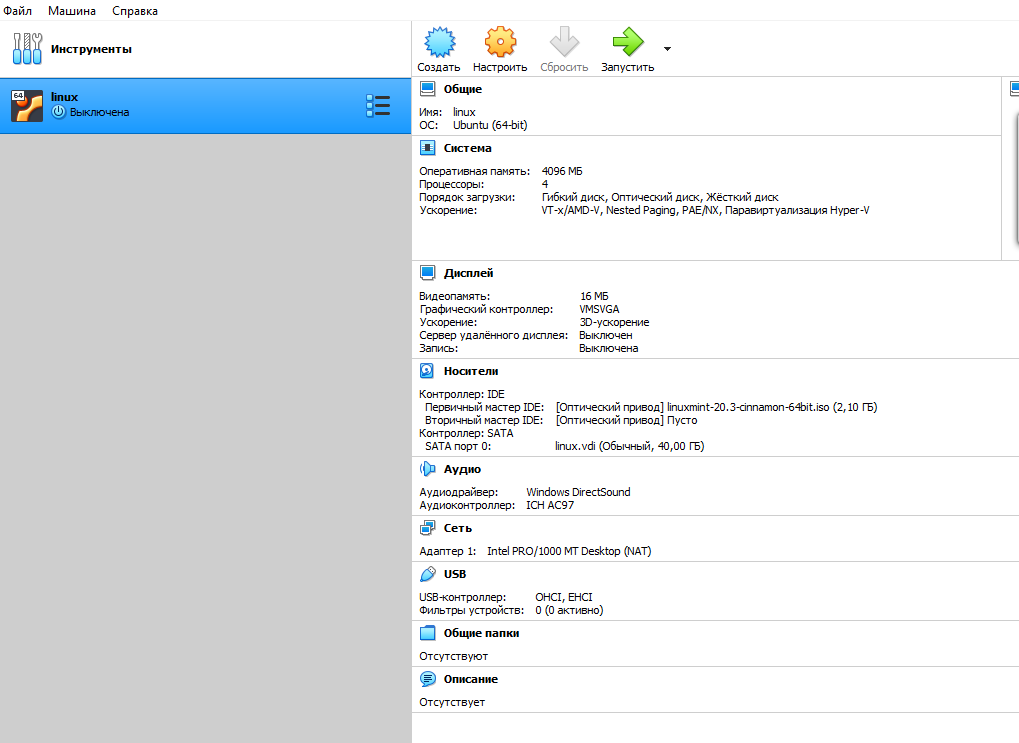 Файл Машина Справка
Инструменты
64
linux
Выключена
Создать Настроить Сбросить Запустить
Общие
Имя: linux
ОС: Ubuntu (64-bit)
Система
Оперативная память: 4096 МБ
Процессоры: 4
Порядок загрузки: Гибкий диск, Оптический диск, Жёсткий диск
Ускорение: VT-x/AMD-V, Nested Paging, PAE/NX, Паравиртуализация Hyper-V
Дисплей
Видеопамять: 16 МБ
Графический контроллер: VMSVGA
Ускорение: 3D-ускорение
Сервер удалённого дисплея: Выключен
Запись: Выключена
Носители
Контроллер: IDE
Первичный мастер IDE: [Оптический привод] linuxmint-20.3-cinnamon-64bit.iso (2,10 ГБ)
Вторичный мастер IDE: [Оптический привод] Пусто
Контроллер: SATA
SATA порт 0: linux.vdi (Обычный, 40,00 ГБ)
Аудио
Аудиодрайвер: Windows DirectSound
Аудиоконтроллер: ICH AC97
Сеть
Адаптер 1: Intel PRO/1000 MT Desktop (NAT)
USB
USB-контроллер: OHCI, EHCI
Фильтры устройств: 0 (0 активно)
Общие папки
Отсутствуют
Описание
Отсутствует